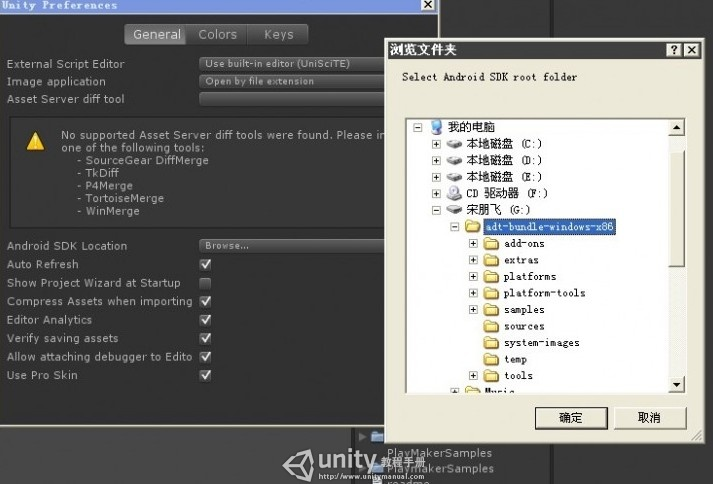 Unity Preferences
General
Colors
Keys
External Script Editor
Use built-in editor (UniSciTE)
Image application
Open by file extension
Asset Server diff tool
No supported Asset Server diff tools were found. Please in
one of the following tools:
- SourceGear DiffMerge
- TkDiff
- P4Merge
- TortoiseMerge
- WinMerge
Android SDK Location
Browse...
Auto Refresh
Show Project Wizard at Startup
Compress Assets when importing
Editor Analytics
Verify saving assets
Allow attaching debugger to Edito
Use Pro Skin
浏览文件夹
Select Android SDK root folder
我的电脑
本地磁盘 (C:)
本地磁盘 (D:)
本地磁盘 (E:)
CD 驱动器 (F:)
宋朋飞 (G:)
adt-bundle-windows-x86
add-ons
extras
platforms
platform-tools
samples
sources
system-images
temp
tools
Music
确定
取消
PlayMakerSamples
PlaymakerSamples
readme
unity教程手册
http://www.unitymanual.com